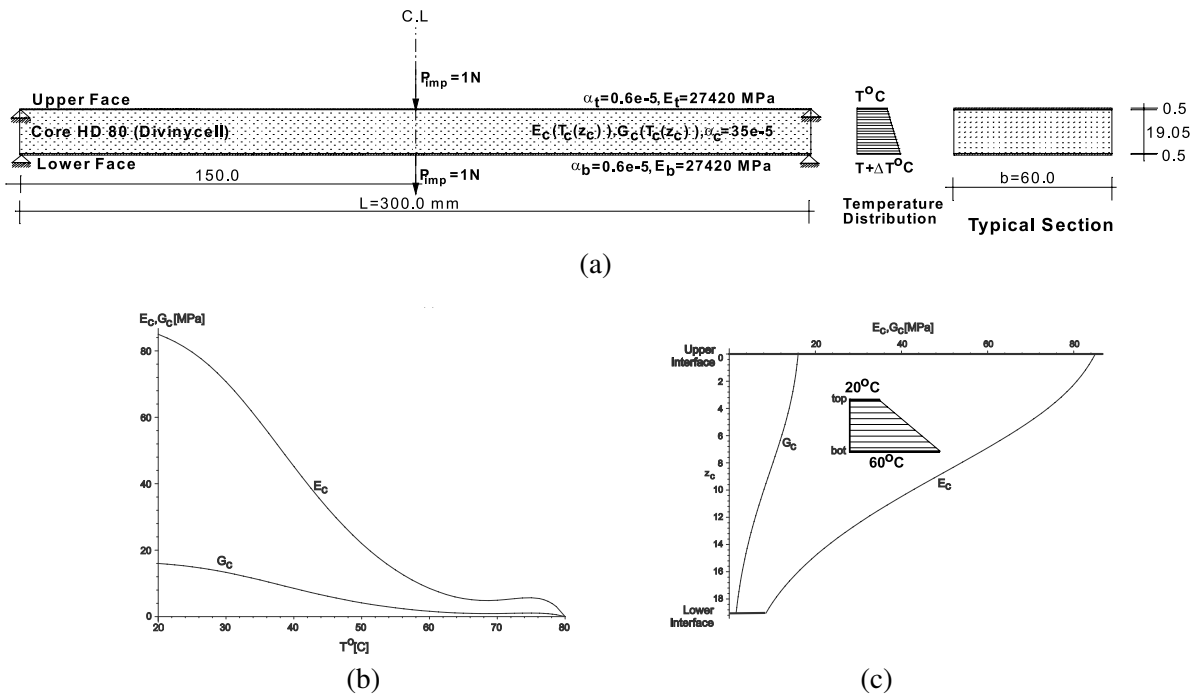 C.L
P_imp=1N
Upper Face
α_t=0.6e-5, E_t=27420 MPa
Core HD 80 (Divinycell)
E_c(T_c(z_c)),G_c(T_c(z_c)),α_c=35e-5
Lower Face
α_b=0.6e-5, E_b=27420 MPa
150.0
P_imp=1N
L=300.0 mm
T°C
T+ΔT°C
Temperature
Distribution
0.5
19.05
0.5
b=60.0
Typical Section
(a)
E_c,G_c[MPa]
80
60
40
20
0
E_c
G_c
20 30 40 50 60 70 80
T°[C]
(b)
E_c,G_c[MPa]
Upper
Interface
20 40 60 80
0
2
4
6
8
z_c
10
12
14
16
18
Lower
Interface
20°C
top
bot
60°C
G_c
E_c
(c)